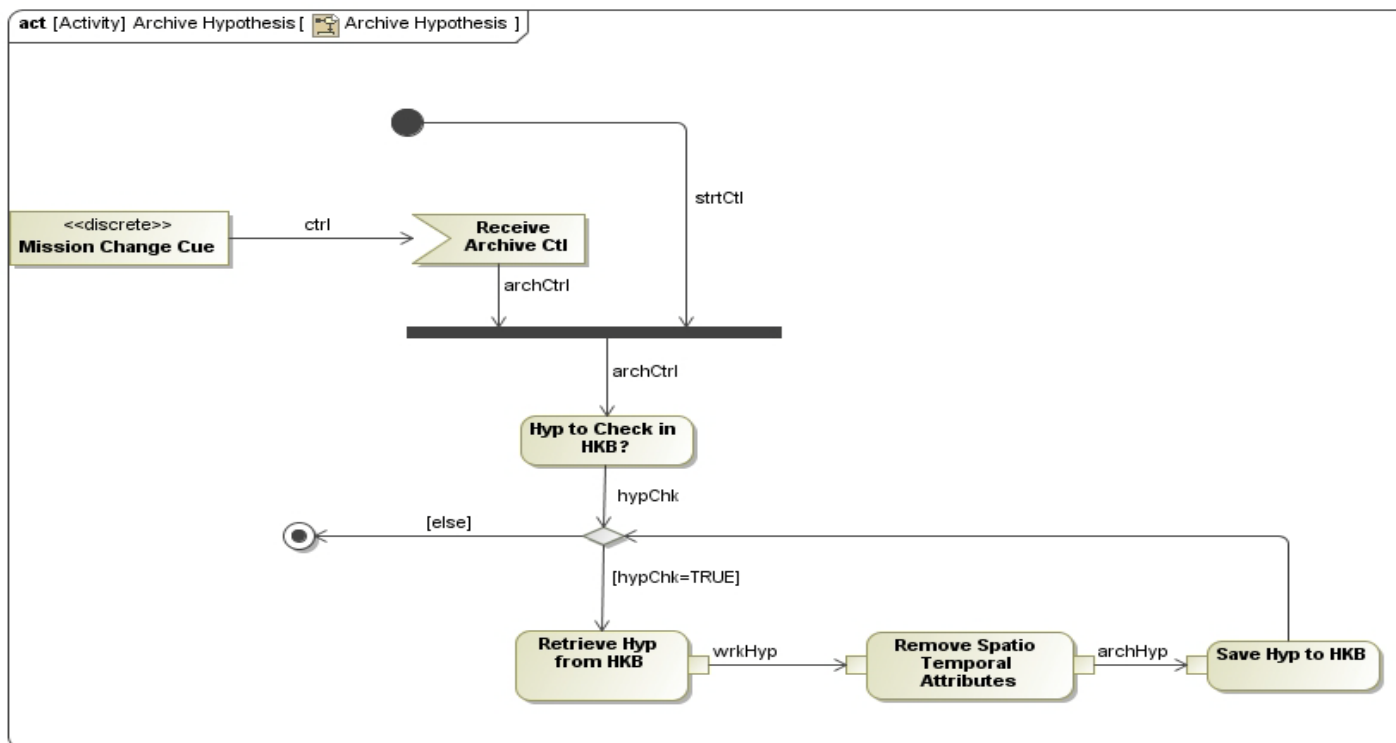 act [Activity] Archive Hypothesis [ Archive Hypothesis ]
strtCtl
<<discrete>>
Mission Change Cue
ctrl
Receive
Archive Ctl
archCtrl
archCtrl
Hyp to Check in
HKB?
hypChk
[else]
[hypChk=TRUE]
Retrieve Hyp
from HKB
wrkHyp
Remove Spatio
Temporal
Attributes
archHyp
Save Hyp to HKB